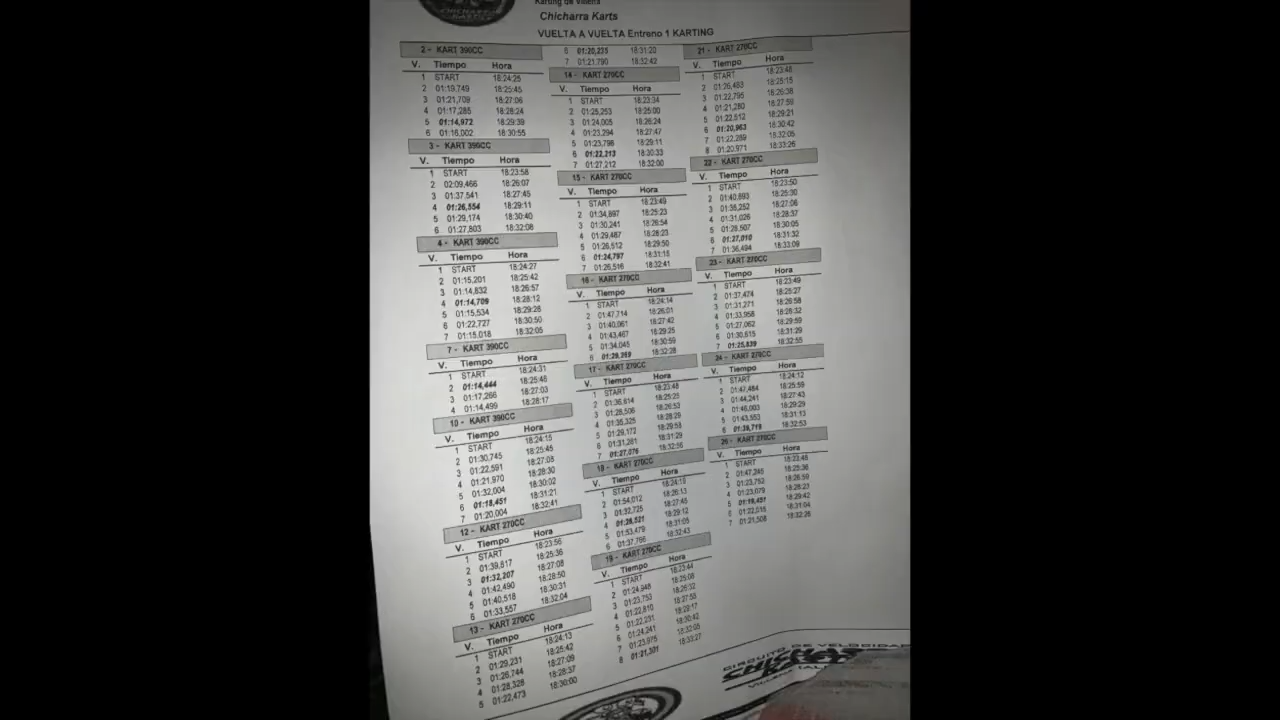 Karting de Villena
Chicharra Karts
VUELTA A VUELTA Entreno 1 KARTING
2 - KART 390CC
V. Tiempo Hora
1 START 18:24:25
2 01:19,749 18:25:45
3 01:21,709 18:27:06
4 01:17,285 18:28:24
5 01:14,972 18:29:39
6 01:16,002 18:30:55
3 - KART 390CC
V. Tiempo Hora
1 START 18:23:58
2 02:09,466 18:26:07
3 01:37,541 18:27:45
4 01:26,554 18:29:11
5 01:29,174 18:30:40
6 01:27,803 18:32:08
4 - KART 390CC
V. Tiempo Hora
1 START 18:24:27
2 01:15,201 18:25:42
3 01:14,832 18:26:57
4 01:14,709 18:28:12
5 01:15,534 18:29:28
6 01:22,727 18:30:50
7 01:15,018 18:32:05
7 - KART 390CC
V. Tiempo Hora
1 START 18:24:31
2 01:14,444 18:25:46
3 01:17,266 18:27:03
4 01:14,499 18:28:17
10 - KART 390CC
V. Tiempo Hora
1 START 18:24:15
2 01:30,745 18:25:45
3 01:22,591 18:27:08
4 01:21,970 18:28:30
5 01:32,004 18:30:02
6 01:18,451 18:31:21
7 01:20,004 18:32:41
12 - KART 270CC
V. Tiempo Hora
1 START 18:23:56
2 01:39,817 18:25:36
3 01:32,207 18:27:08
4 01:42,490 18:28:50
5 01:40,518 18:30:31
6 01:33,557 18:32:04
13 - KART 270CC
V. Tiempo Hora
1 START 18:24:13
2 01:29,231 18:25:42
3 01:26,744 18:27:09
4 01:28,328 18:28:37
5 01:22,473 18:30:00
6 01:20,225 18:31:20
7 01:21,790 18:32:42
14 - KART 270CC
V. Tiempo Hora
1 START 18:23:34
2 01:25,253 18:25:00
3 01:24,005 18:26:24
4 01:23,294 18:27:47
5 01:23,796 18:29:11
6 01:22,213 18:30:33
7 01:27,212 18:32:00
15 - KART 270CC
V. Tiempo Hora
1 START 18:23:49
2 01:34,897 18:25:23
3 01:30,241 18:26:54
4 01:29,467 18:28:23
5 01:26,512 18:29:50
6 01:24,797 18:31:15
7 01:26,516 18:32:41
16 - KART 270CC
V. Tiempo Hora
1 START 18:24:14
2 01:47,714 18:26:01
3 01:40,061 18:27:42
4 01:43,467 18:29:25
5 01:34,045 18:30:59
6 01:29,269 18:32:28
17 - KART 270CC
V. Tiempo Hora
1 START 18:23:48
2 01:36,614 18:25:25
3 01:28,506 18:26:53
4 01:35,325 18:28:29
5 01:29,172 18:29:58
6 01:31,281 18:31:29
7 01:27,076 18:32:56
18 - KART 270CC
V. Tiempo Hora
1 START 18:24:18
2 01:54,012 18:26:13
3 01:32,725 18:27:45
4 01:26,521 18:29:12
5 01:53,479 18:31:05
6 01:37,766 18:32:43
19 - KART 270CC
V. Tiempo Hora
1 START 18:23:44
2 01:24,948 18:25:08
3 01:23,753 18:26:32
4 01:22,810 18:27:55
5 01:22,231 18:29:17
6 01:24,241 18:30:42
7 01:23,975 18:32:05
8 01:21,301 18:33:27
21 - KART 270CC
V. Tiempo Hora
1 START 18:23:48
2 01:26,483 18:25:15
3 01:22,795 18:26:38
4 01:21,280 18:27:59
5 01:22,512 18:29:21
6 01:20,963 18:30:42
7 01:22,289 18:32:05
8 01:20,971 18:33:26
22 - KART 270CC
V. Tiempo Hora
1 START 18:23:50
2 01:40,693 18:25:30
3 01:35,252 18:27:06
4 01:31,026 18:28:37
5 01:28,507 18:30:05
6 01:27,010 18:31:32
7 01:36,494 18:33:09
23 - KART 270CC
V. Tiempo Hora
1 START 18:23:49
2 01:37,474 18:25:27
3 01:31,271 18:26:58
4 01:33,958 18:28:32
5 01:27,062 18:29:59
6 01:30,615 18:31:29
7 01:25,839 18:32:55
24 - KART 270CC
V. Tiempo Hora
1 START 18:24:12
2 01:47,484 18:25:59
3 01:44,241 18:27:43
4 01:46,003 18:29:29
5 01:43,553 18:31:13
6 01:39,719 18:32:53
KART 270CC
V. Tiempo Hora
1 START 18:23:48
2 01:47,245 18:25:36
3 01:23,752 18:26:59
4 01:23,079 18:28:23
5 01:19,451 18:29:42
6 01:22,015 18:31:04
7 01:21,508 18:32:26
CIRCUITO DE VELOCIDAD